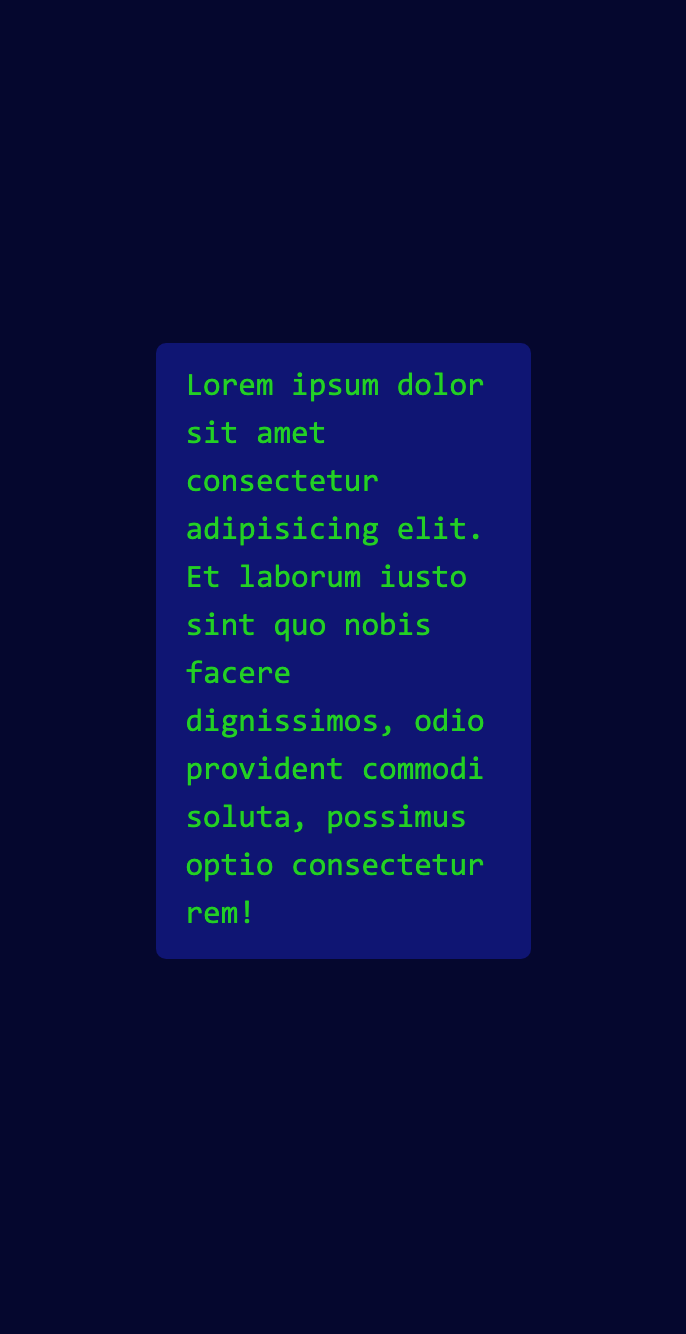 Lorem ipsum dolor
sit amet
consectetur
adipisicing elit.
Et laborum iusto
sint quo nobis
facere
dignissimos, odio
provident commodi
soluta, possimus
optio consectetur
rem!